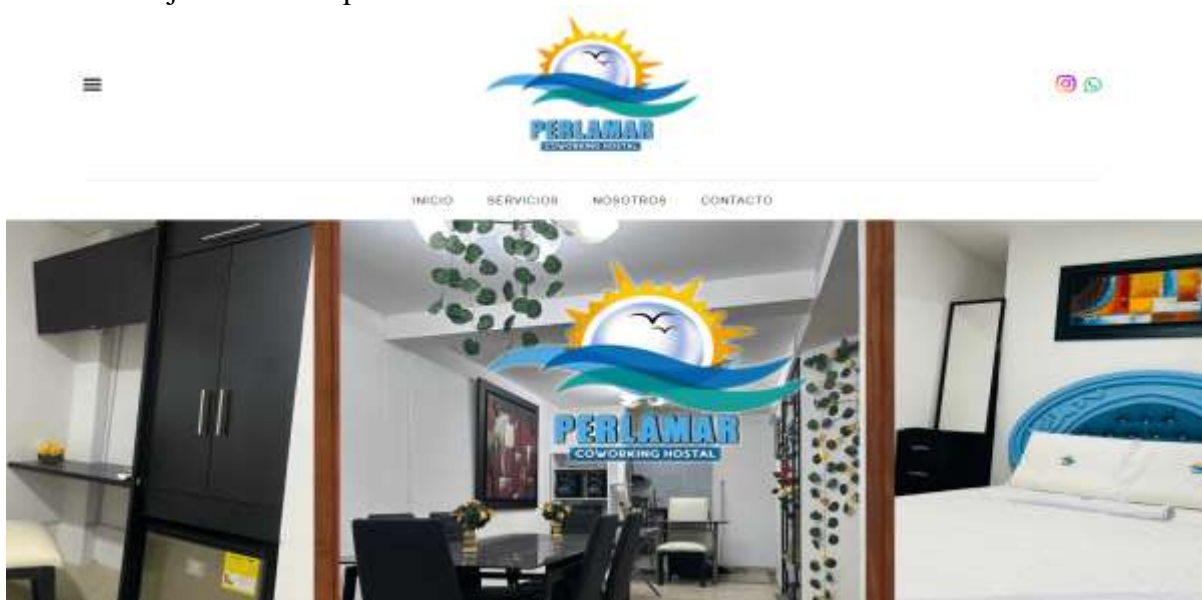 PERLAMAR
COWORKING HOSTAL
INICIO SERVICIOS NOSOTROS CONTACTO
PERLAMAR
COWORKING HOSTAL